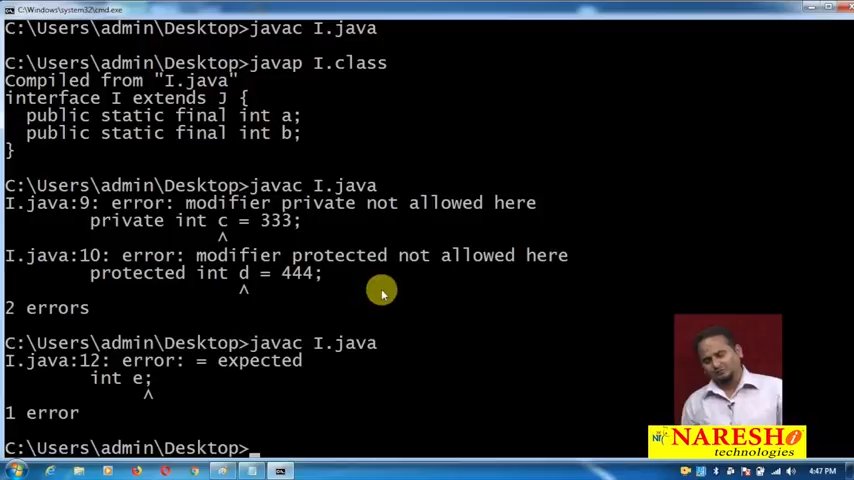 C:\Windows\system32\cmd.exe
C:\Users\admin\Desktop>javac I.java
C:\Users\admin\Desktop>javap I.class
Compiled from "I.java"
interface I extends J {
  public static final int a;
  public static final int b;
}
C:\Users\admin\Desktop>javac I.java
I.java:9: error: modifier private not allowed here
        private int c = 333;
                    ^
I.java:10: error: modifier protected not allowed here
        protected int d = 444;
                      ^
2 errors
C:\Users\admin\Desktop>javac I.java
I.java:12: error: = expected
        int e;
             ^
1 error
C:\Users\admin\Desktop>_
NARESH i
technologies
4:47 PM